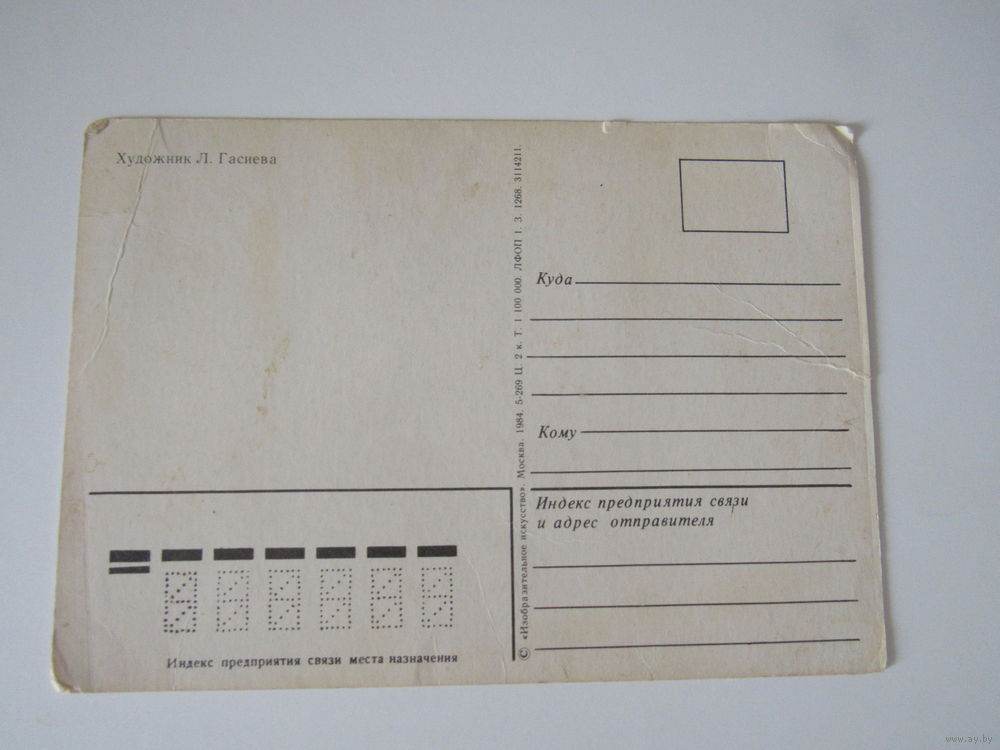 Художник Л. Гасиева
© «Изобразительное искусство». Москва. 1984. 5-269 Ц. 2 к. Т. 1 100 000. ЛФОП 1. З. 1268. 3114211.
Куда
Кому
Индекс предприятия связи
и адрес отправителя
Индекс предприятия связи места назначения
www.ay.by